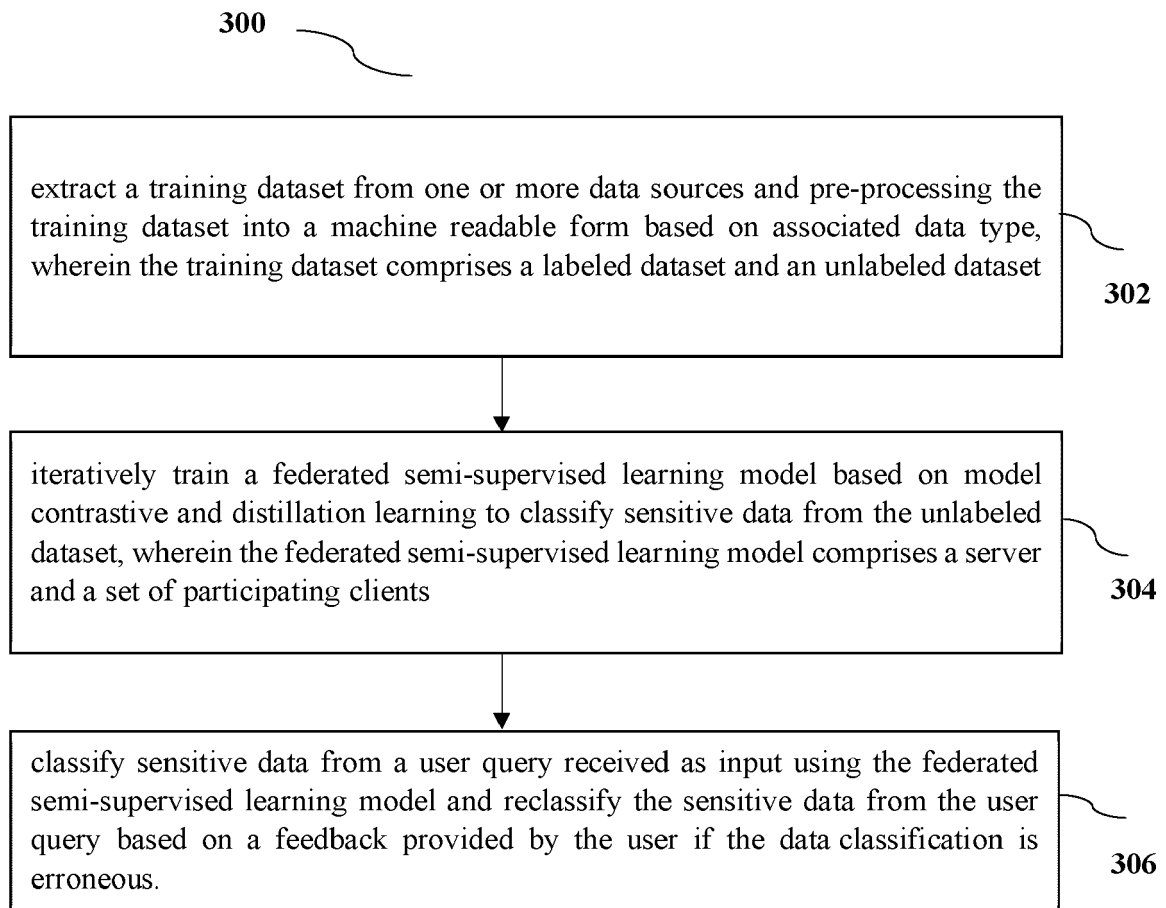 300
extract a training dataset from one or more data sources and pre-processing the
training dataset into a machine readable form based on associated data type,
wherein the training dataset comprises a labeled dataset and an unlabeled dataset
302
iteratively train a federated semi-supervised learning model based on model
contrastive and distillation learning to classify sensitive data from the unlabeled
dataset, wherein the federated semi-supervised learning model comprises a server
and a set of participating clients
304
classify sensitive data from a user query received as input using the federated
semi-supervised learning model and reclassify the sensitive data from the user
query based on a feedback provided by the user if the data classification is
erroneous.
306